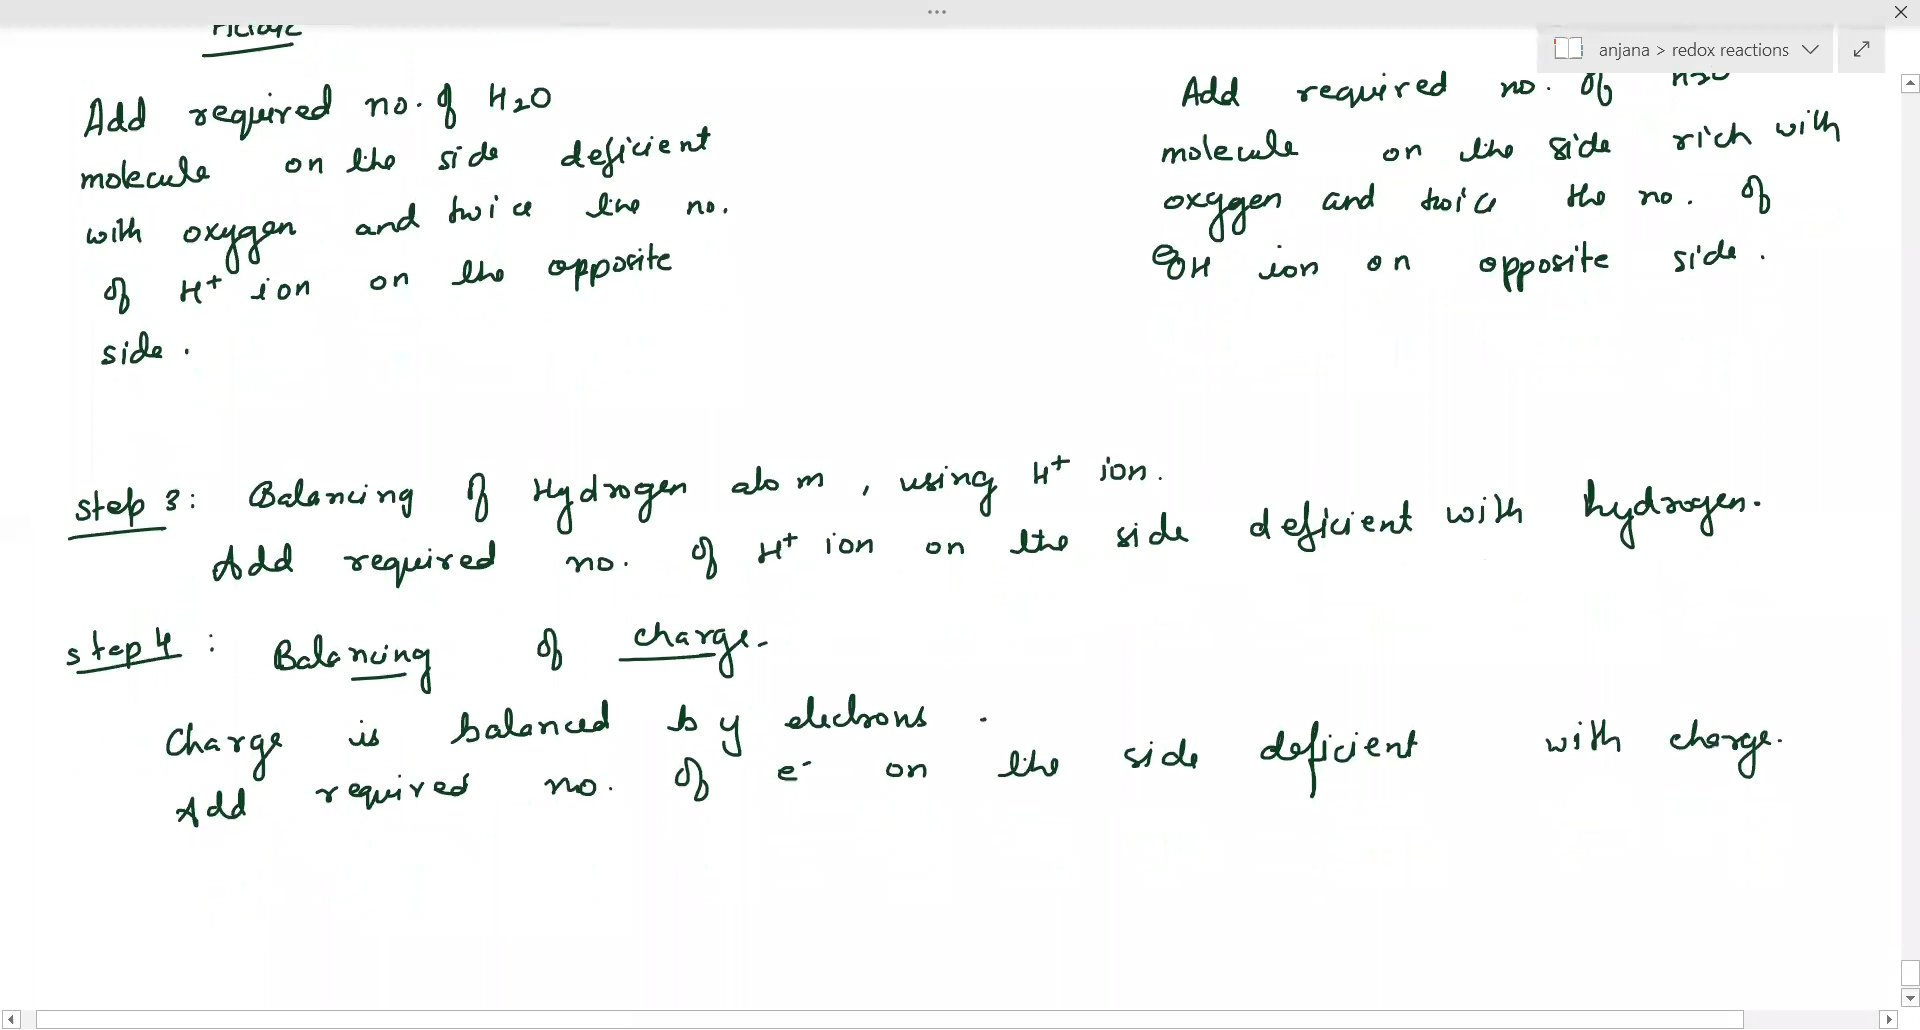 anjana > redox reactions
Add required no. of H₂O
molecule on the side deficient
with oxygen and twice the no.
of H⁺ ion on the opposite
side.
Add required no. of H₂O
molecule on the side rich with
oxygen and twice the no. of
⊖OH ion on opposite side.
step 3: Balancing of Hydrogen atom, using H⁺ ion.
Add required no. of H⁺ ion on the side deficient with hydrogen.
step 4: Balancing of charge.
Charge is balanced by electrons.
Add required no. of e⁻ on the side deficient with charge.